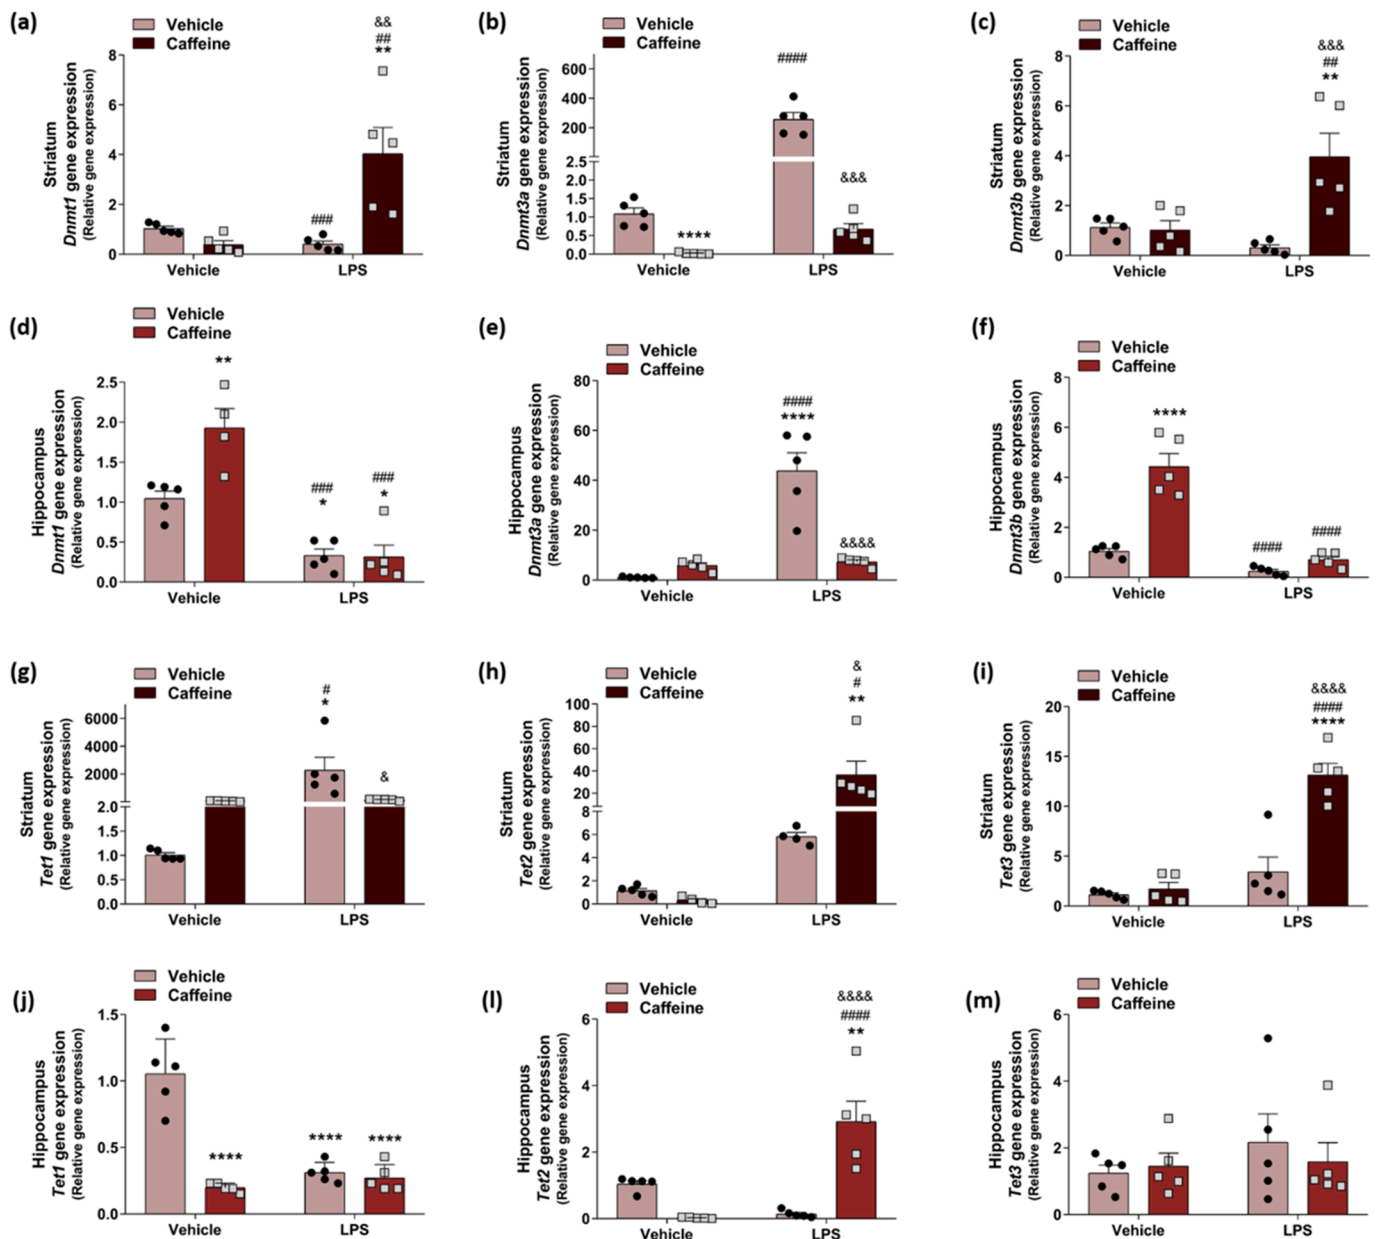 (a)
Vehicle
Caffeine
&&
##
**
Striatum
Dnmt1 gene expression
(Relative gene expression)
8
6
4
2
0
###
Vehicle
LPS
(b)
Vehicle
Caffeine
####
Striatum
Dnmt3a gene expression
(Relative gene expression)
600
400
200
2.5
2.0
1.5
1.0
0.5
0.0
****
&&&
Vehicle
LPS
(c)
Vehicle
Caffeine
&&&
##
**
Striatum
Dnmt3b gene expression
(Relative gene expression)
8
6
4
2
0
Vehicle
LPS
(d)
Vehicle
Caffeine
**
Hippocampus
Dnmt1 gene expression
(Relative gene expression)
2.5
2.0
1.5
1.0
0.5
0.0
###
*
###
*
Vehicle
LPS
(e)
Vehicle
Caffeine
####
****
Hippocampus
Dnmt3a gene expression
(Relative gene expression)
80
60
40
20
0
&&&&
Vehicle
LPS
(f)
Vehicle
Caffeine
****
Hippocampus
Dnmt3b gene expression
(Relative gene expression)
8
6
4
2
0
####
####
Vehicle
LPS
(g)
Vehicle
Caffeine
#
*
Striatum
Tet1 gene expression
(Relative gene expression)
6000
4000
2000
2.0
1.5
1.0
0.5
0.0
&
Vehicle
LPS
(h)
Vehicle
Caffeine
&
#
**
Striatum
Tet2 gene expression
(Relative gene expression)
100
80
60
40
20
8
6
4
2
0
Vehicle
LPS
(i)
Vehicle
Caffeine
&&&&
####
****
Striatum
Tet3 gene expression
(Relative gene expression)
20
15
10
5
0
Vehicle
LPS
(j)
Vehicle
Caffeine
Hippocampus
Tet1 gene expression
(Relative gene expression)
1.5
1.0
0.5
0.0
****
****
****
Vehicle
LPS
(l)
Vehicle
Caffeine
&&&&
####
**
Hippocampus
Tet2 gene expression
(Relative gene expression)
6
4
2
0
Vehicle
LPS
(m)
Vehicle
Caffeine
Hippocampus
Tet3 gene expression
(Relative gene expression)
6
4
2
0
Vehicle
LPS